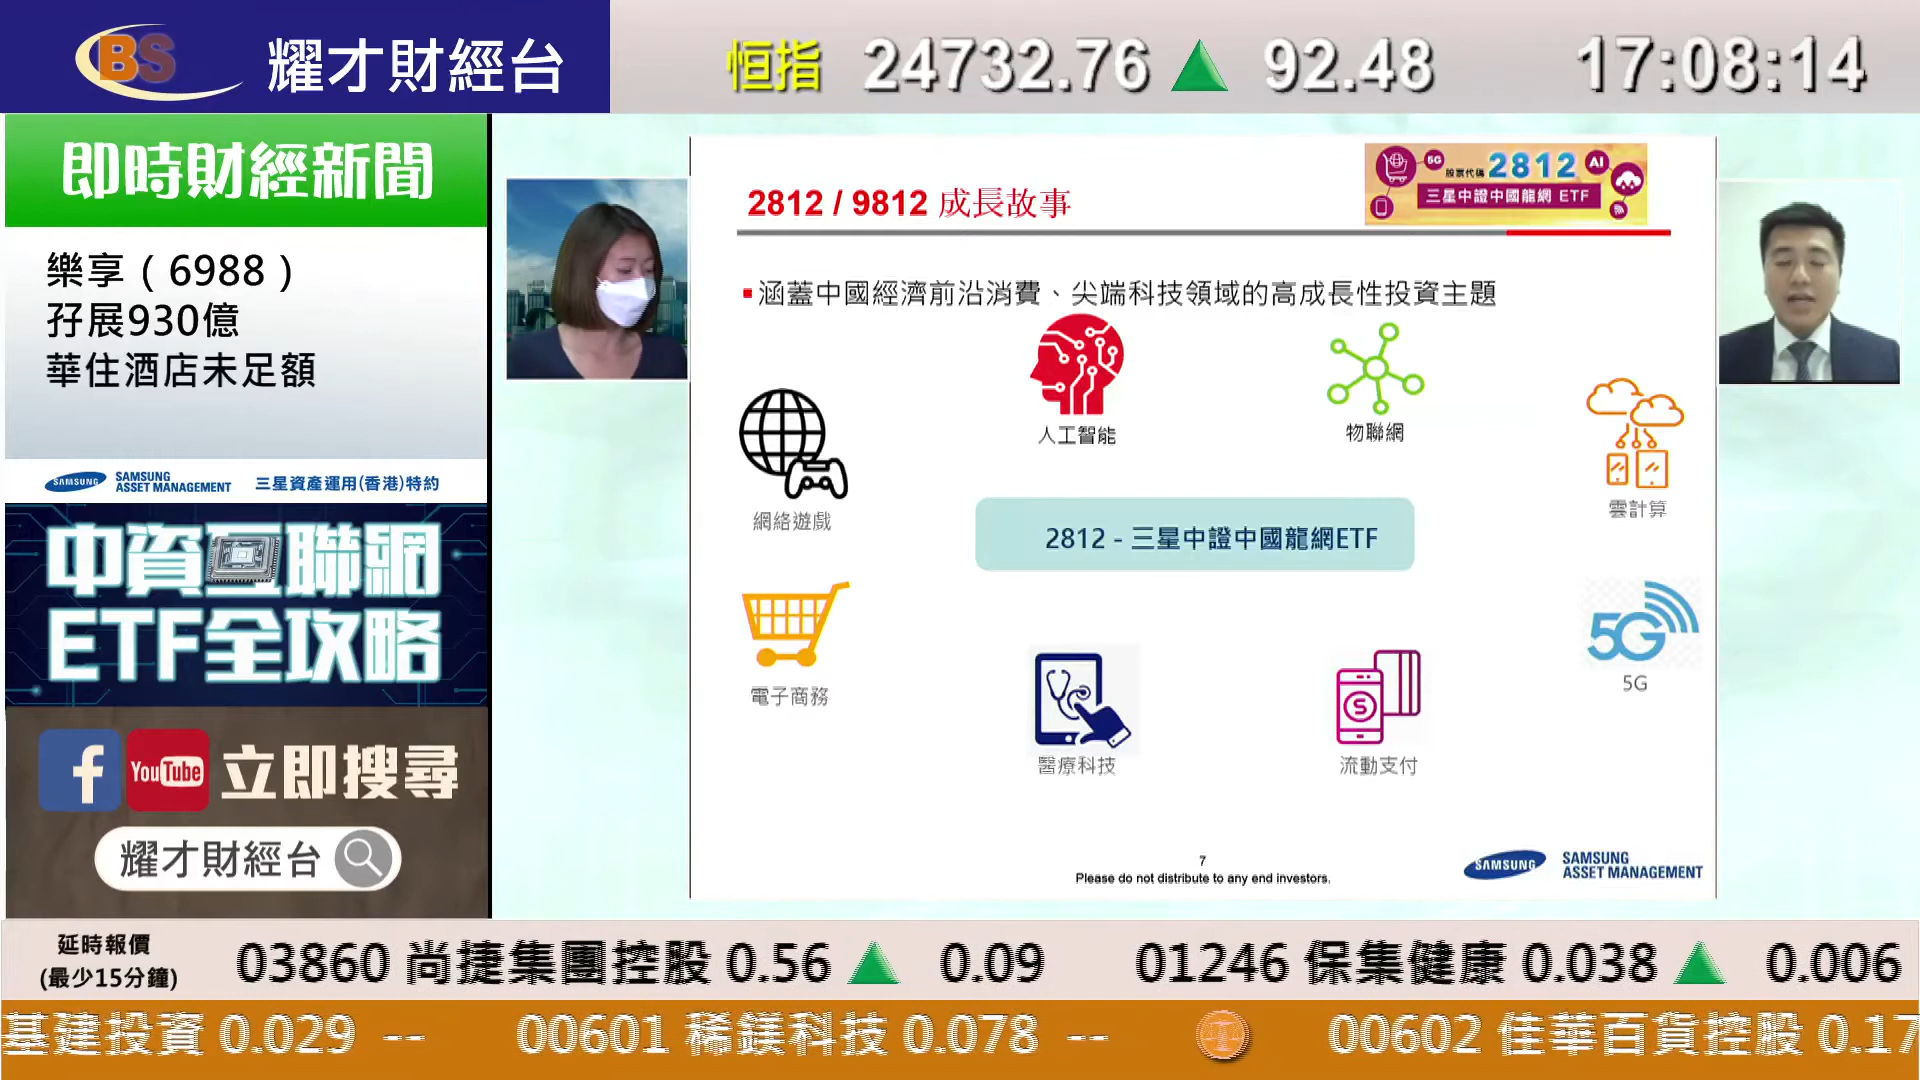 BS 耀才財經台
恒指 24732.76 92.48 17:08:14
即時財經新聞
樂享（6988）
孖展930億
華住酒店未足額
SAMSUNG SAMSUNG ASSET MANAGEMENT 三星資產運用(香港)特約
中資互聯網
ETF全攻略
f YouTube 立即搜尋
耀才財經台
2812 / 9812 成長故事
5G 股票代碼 2812 AI
三星中證中國龍網 ETF
涵蓋中國經濟前沿消費、尖端科技領域的高成長性投資主題
人工智能
物聯網
網絡遊戲
雲計算
2812 - 三星中證中國龍網ETF
電子商務
5G
5G
醫療科技
S
流動支付
7
Please do not distribute to any end investors.
SAMSUNG SAMSUNG ASSET MANAGEMENT
延時報價
(最少15分鐘)
03860 尚捷集團控股 0.56 0.09 01246 保集健康 0.038 0.006
基建投資 0.029 -- 00601 稀鎂科技 0.078 -- 00602 佳華百貨控股 0.17